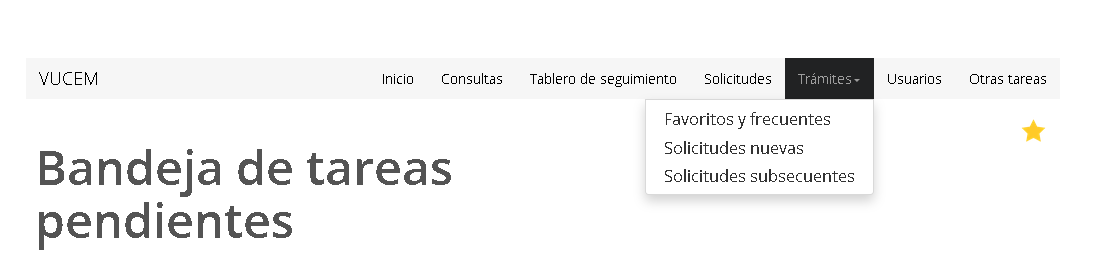 VUCEM Inicio Consultas Tablero de seguimiento Solicitudes Trámites Usuarios Otras tareas
Favoritos y frecuentes
Solicitudes nuevas
Solicitudes subsecuentes
Bandeja de tareas
pendientes